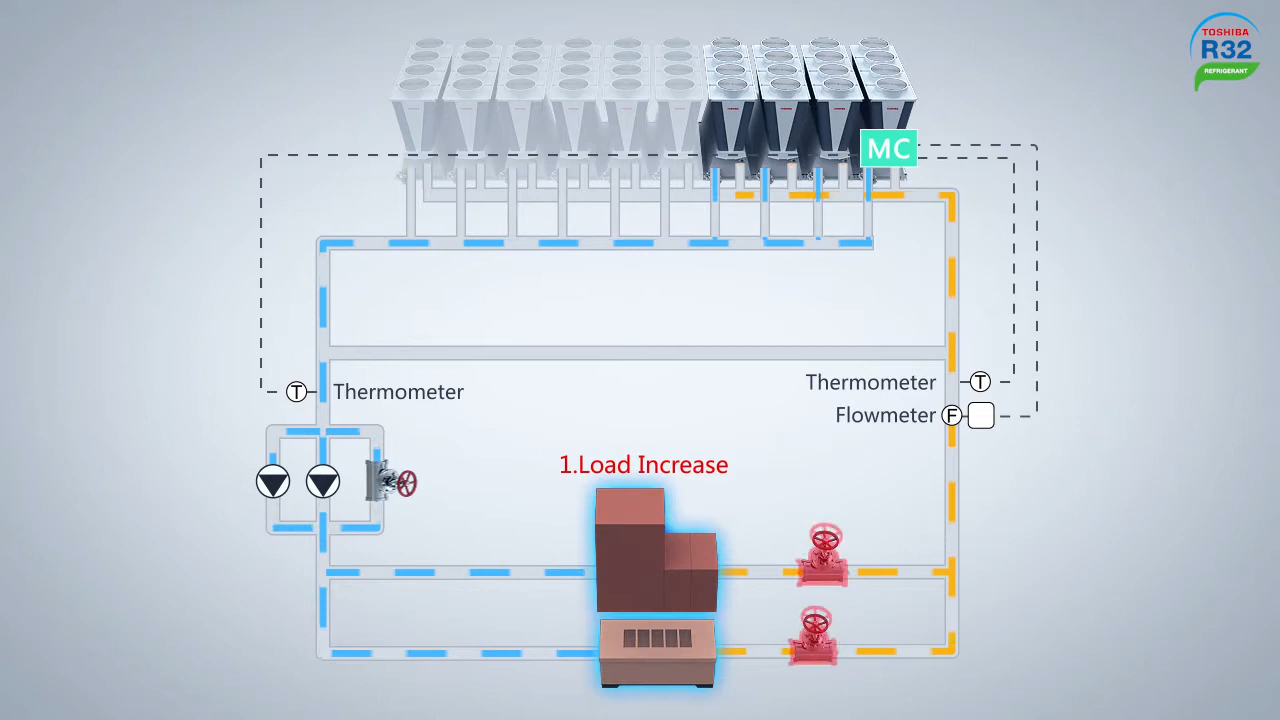 TOSHIBA
R32
REFRIGERANT
MC
T
Thermometer
Thermometer
T
Flowmeter
F
1.Load Increase